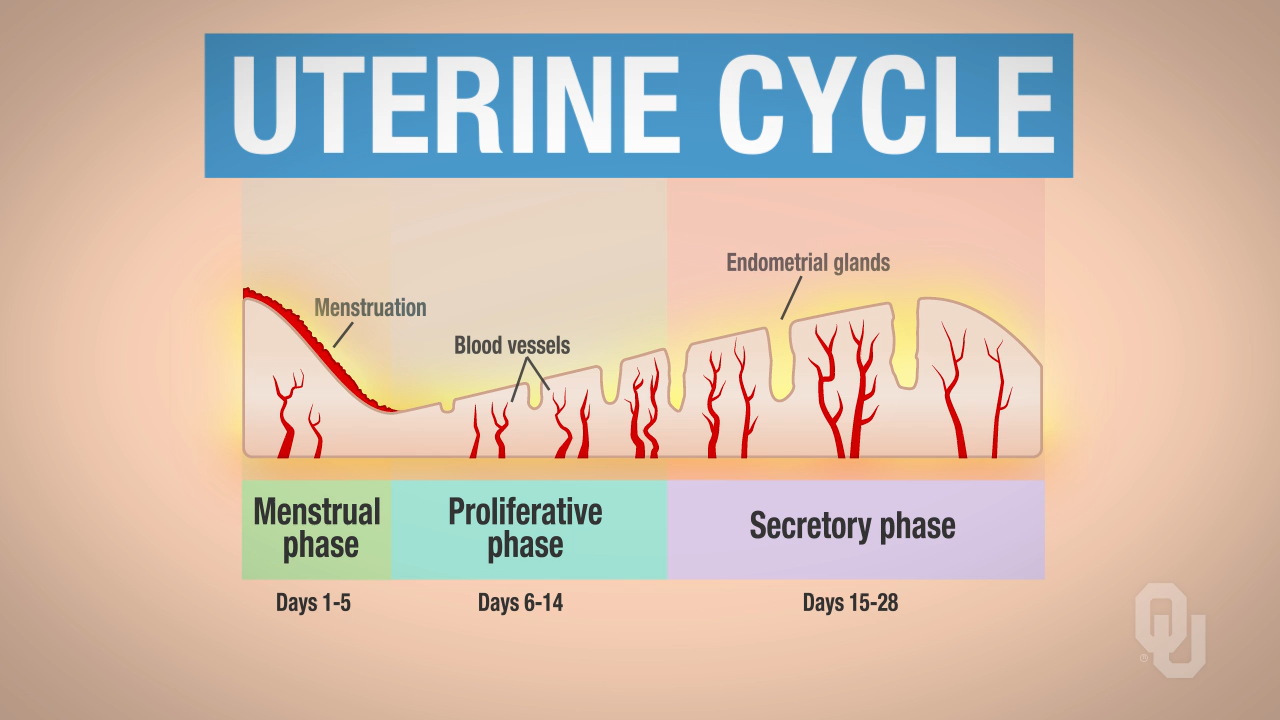 UTERINE CYCLE
Endometrial glands
Menstruation
Blood vessels
Menstrual
phase
Proliferative
phase
Secretory phase
Days 1-5
Days 6-14
Days 15-28
OU
®